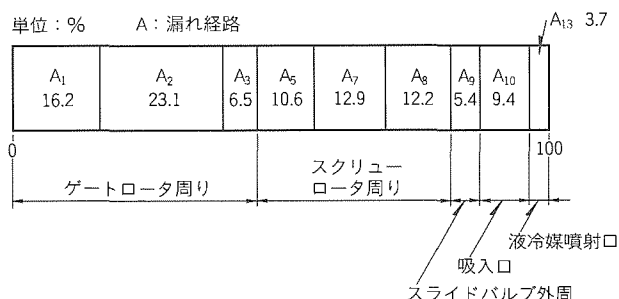 単位：%　A：漏れ経路
A₁₃ 3.7
A₁ A₂ A₃ A₅ A₇ A₈ A₉ A₁₀
16.2 23.1 6.5 10.6 12.9 12.2 5.4 9.4
0 100
ゲートロータ周り
スクリュー
ロータ周り
液冷媒噴射口
吸入口
スライドバルブ外周